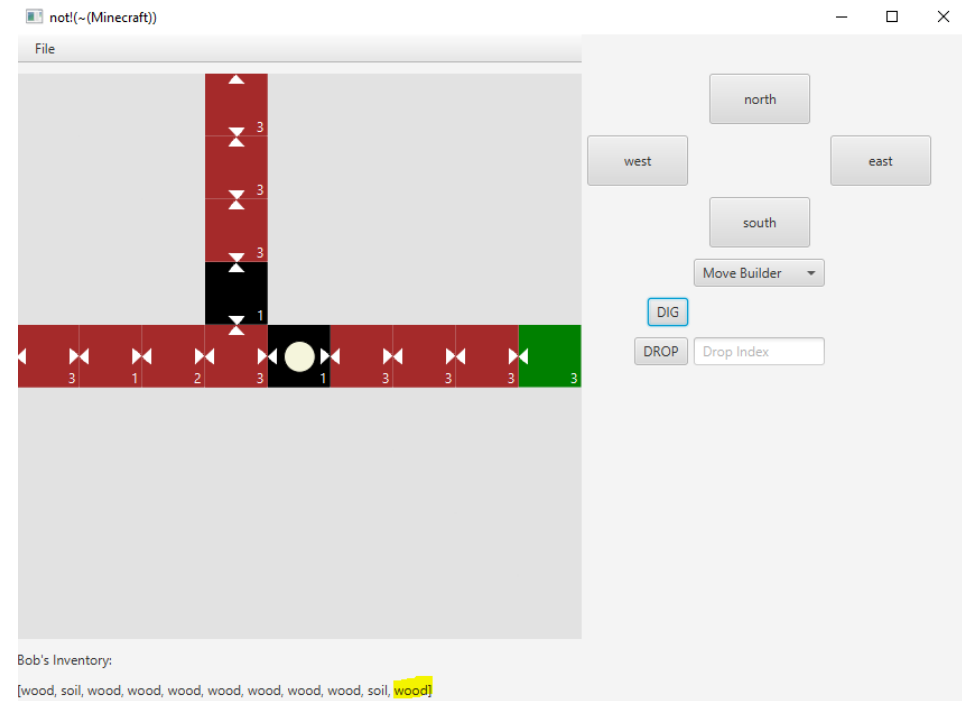 not!(~(Minecraft))
File
north
3
west
east
3
south
3
Move Builder
1
DIG
DROP
Drop Index
3 1 2 3 1 3 3 3 3
Bob's Inventory:
[wood, soil, wood, wood, wood, wood, wood, wood, wood, soil, wood]